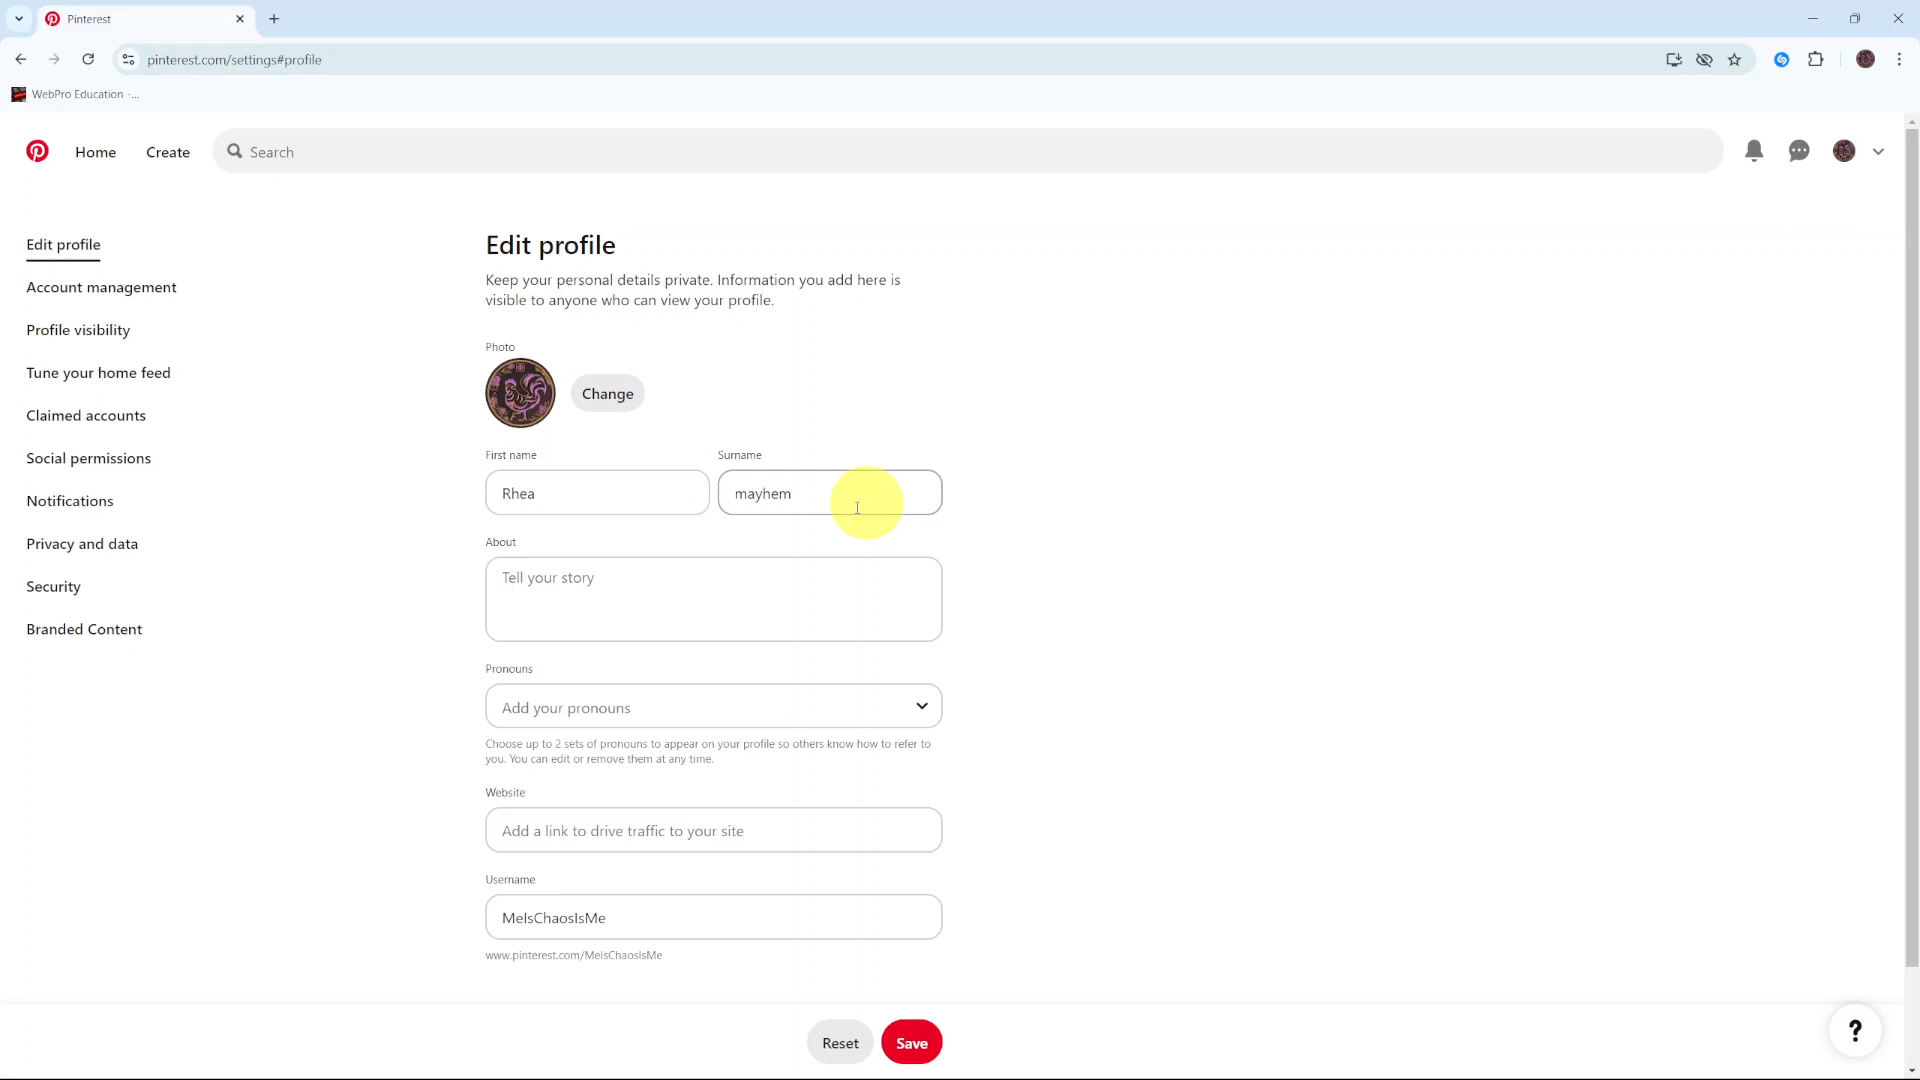 Pinterest
pinterest.com/settings#profile
WebPro Education -...
Home
Create
Search
Edit profile
Account management
Profile visibility
Tune your home feed
Claimed accounts
Social permissions
Notifications
Privacy and data
Security
Branded Content
Edit profile
Keep your personal details private. Information you add here is
visible to anyone who can view your profile.
Photo
Change
First name
Surname
Rhea
mayhem
About
Tell your story
Pronouns
Add your pronouns
Choose up to 2 sets of pronouns to appear on your profile so others know how to refer to
you. You can edit or remove them at any time.
Website
Add a link to drive traffic to your site
Username
MeIsChaosIsMe
www.pinterest.com/MeIsChaosIsMe
Reset
Save
?